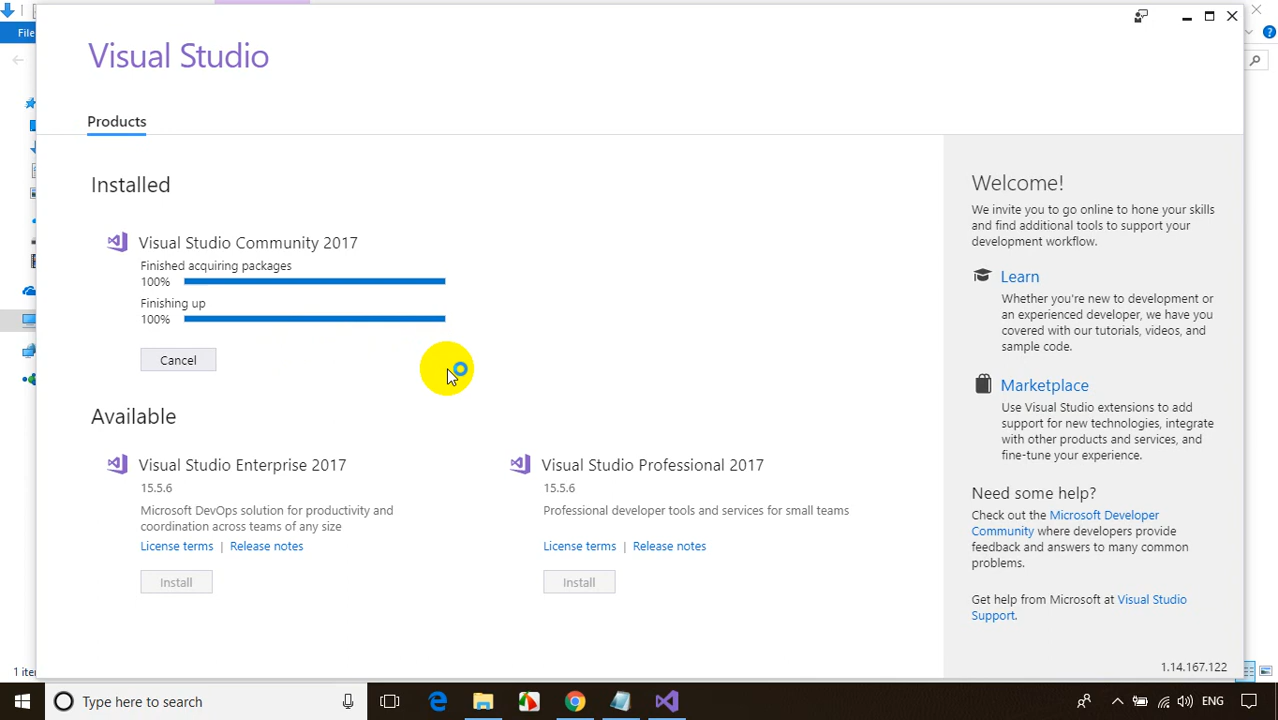 File
Visual Studio
Products
Installed
Visual Studio Community 2017
Finished acquiring packages
100%
Finishing up
100%
Cancel
Available
Visual Studio Enterprise 2017
15.5.6
Microsoft DevOps solution for productivity and
coordination across teams of any size
License terms | Release notes
Install
Visual Studio Professional 2017
15.5.6
Professional developer tools and services for small teams
License terms | Release notes
Install
Welcome!
We invite you to go online to hone your skills
and find additional tools to support your
development workflow.
Learn
Whether you're new to development or
an experienced developer, we have you
covered with our tutorials, videos, and
sample code.
Marketplace
Use Visual Studio extensions to add
support for new technologies, integrate
with other products and services, and
fine-tune your experience.
Need some help?
Check out the Microsoft Developer
Community where developers provide
feedback and answers to many common
problems.
Get help from Microsoft at Visual Studio
Support.
1.14.167.122
1 ite
Type here to search
ENG